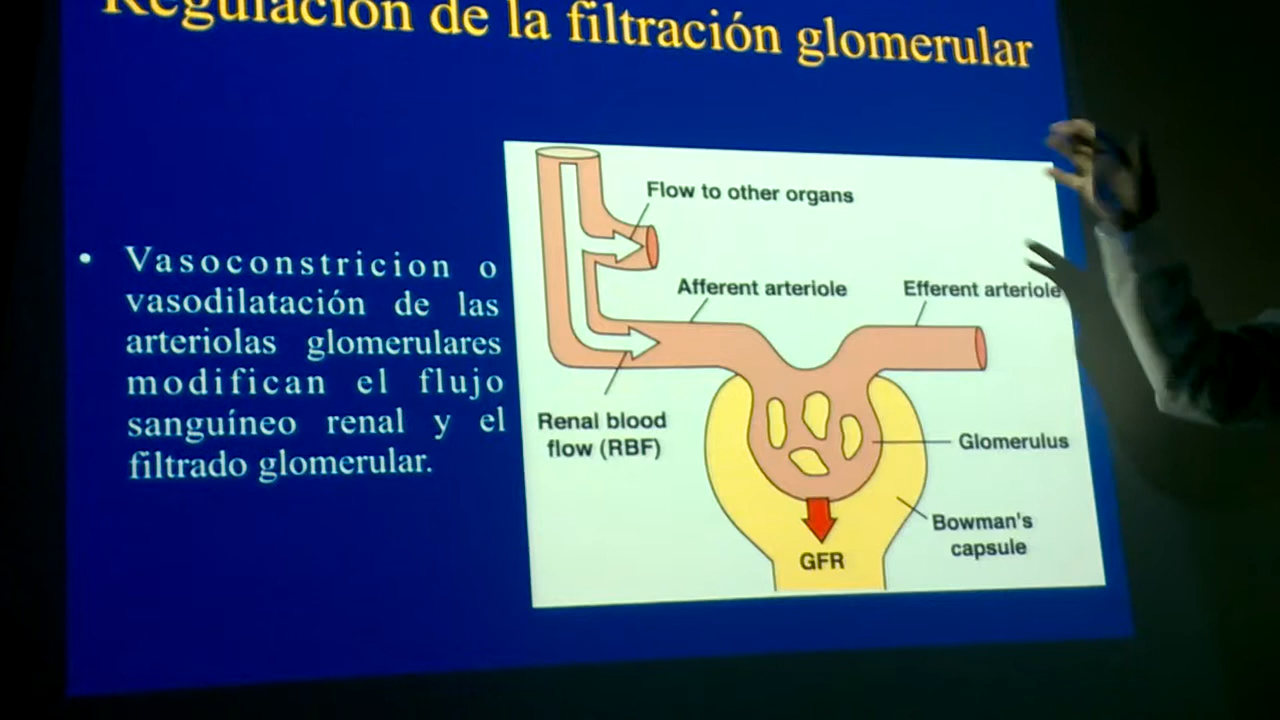 Regulación de la filtración glomerular
• Vasoconstricion o
vasodilatación de las
arteriolas glomerulares
modifican el flujo
sanguíneo renal y el
filtrado glomerular.
Flow to other organs
Afferent arteriole
Efferent arteriole
Renal blood
flow (RBF)
Glomerulus
Bowman's
capsule
GFR